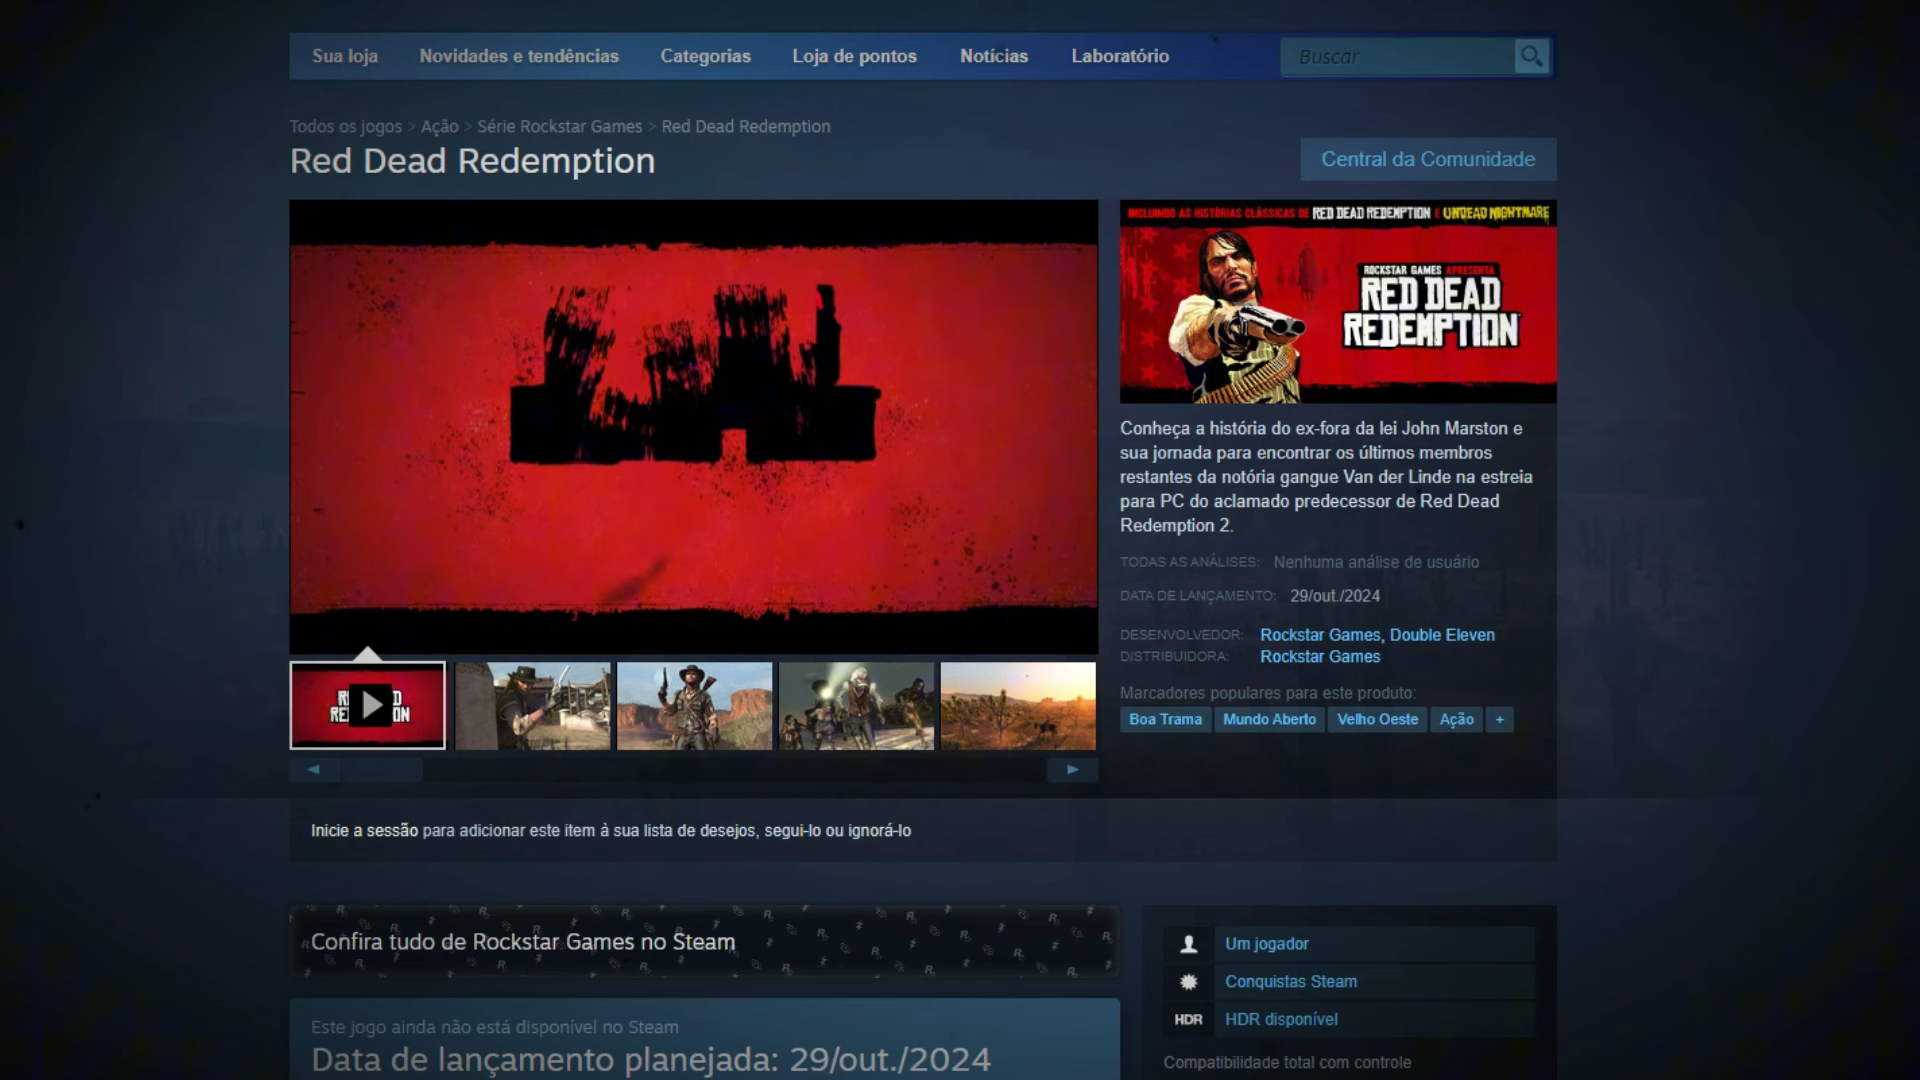 Sua loja Novidades e tendências Categorias Loja de pontos Notícias Laboratório Buscar
Todos os jogos > Ação > Série Rockstar Games > Red Dead Redemption
Red Dead Redemption
Central da Comunidade
INCLUINDO AS HISTÓRIAS CLÁSSICAS DE RED DEAD REDEMPTION E UNDEAD NIGHTMARE
ROCKSTAR GAMES APRESENTA
RED DEAD
REDEMPTION
Conheça a história do ex-fora da lei John Marston e
sua jornada para encontrar os últimos membros
restantes da notória gangue Van der Linde na estreia
para PC do aclamado predecessor de Red Dead
Redemption 2.
TODAS AS ANÁLISES: Nenhuma análise de usuário
DATA DE LANÇAMENTO: 29/out./2024
DESENVOLVEDOR: Rockstar Games, Double Eleven
DISTRIBUIDORA: Rockstar Games
Marcadores populares para este produto:
Boa Trama Mundo Aberto Velho Oeste Ação +
Inicie a sessão para adicionar este item à sua lista de desejos, segui-lo ou ignorá-lo
Confira tudo de Rockstar Games no Steam
Este jogo ainda não está disponível no Steam
Data de lançamento planejada: 29/out./2024
Um jogador
Conquistas Steam
HDR HDR disponível
Compatibilidade total com controle